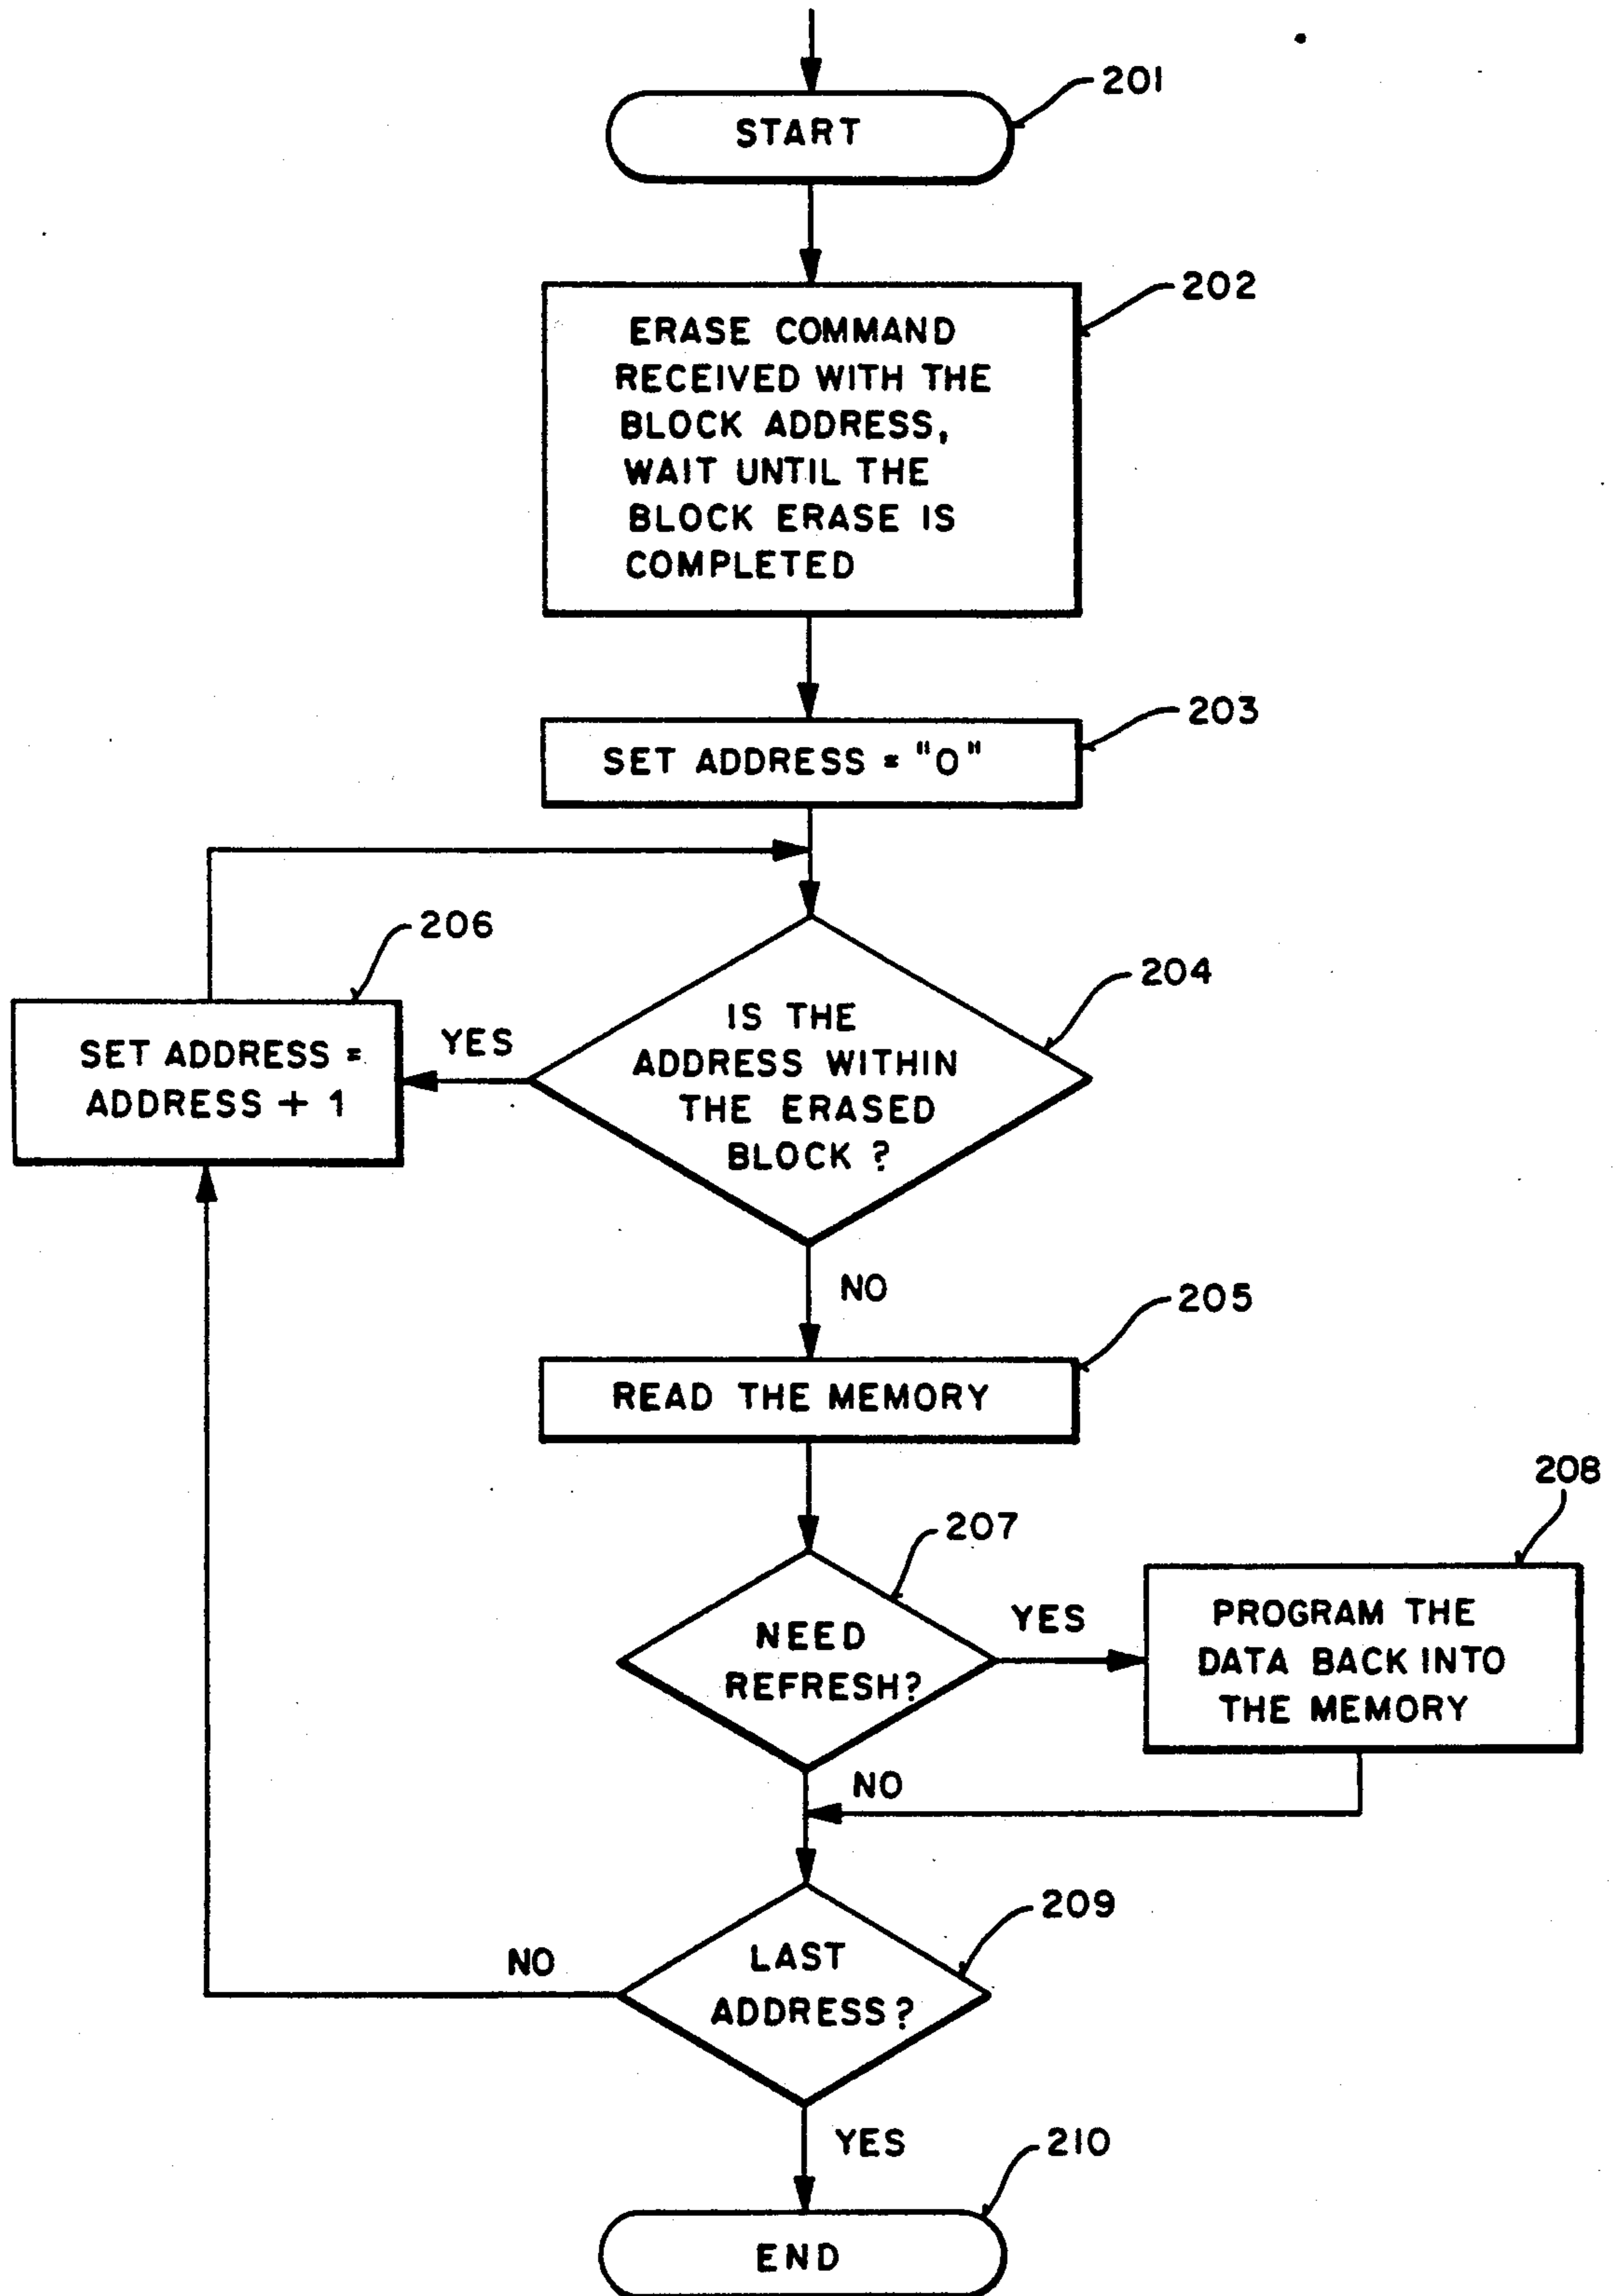 201
START
202
ERASE COMMAND
RECEIVED WITH THE
BLOCK ADDRESS,
WAIT UNTIL THE
BLOCK ERASE IS
COMPLETED
203
SET ADDRESS = "0"
206
SET ADDRESS =
ADDRESS + 1
YES
204
IS THE
ADDRESS WITHIN
THE ERASED
BLOCK ?
NO
205
READ THE MEMORY
207
NEED
REFRESH?
YES
208
PROGRAM THE
DATA BACK INTO
THE MEMORY
NO
209
LAST
ADDRESS?
NO
YES
210
END